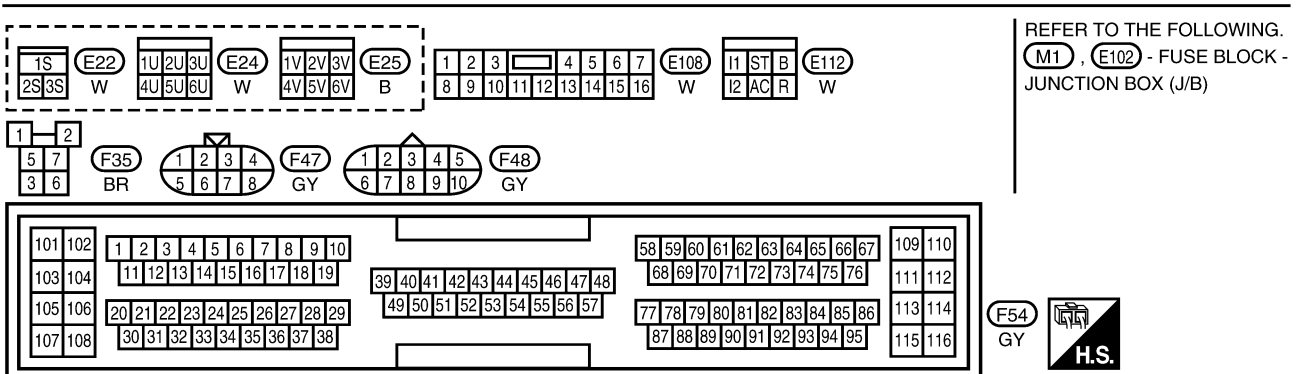 1S E22 1U 2U 3U E24 1V 2V 3V E25 1 2 3 4 5 6 7 E108 I1 ST B E112
2S 3S W 4U 5U 6U W 4V 5V 6V B 8 9 10 11 12 13 14 15 16 W I2 AC R W
REFER TO THE FOLLOWING.
M1 , E102 - FUSE BLOCK -
JUNCTION BOX (J/B)
1 2
5 7 F35 1 2 3 4 F47 1 2 3 4 5 F48
3 6 BR 5 6 7 8 GY 6 7 8 9 10 GY
101 102
103 104
105 106
107 108
1 2 3 4 5 6 7 8 9 10
11 12 13 14 15 16 17 18 19
20 21 22 23 24 25 26 27 28 29
30 31 32 33 34 35 36 37 38
39 40 41 42 43 44 45 46 47 48
49 50 51 52 53 54 55 56 57
58 59 60 61 62 63 64 65 66 67
68 69 70 71 72 73 74 75 76
77 78 79 80 81 82 83 84 85 86
87 88 89 90 91 92 93 94 95
109 110
111 112
113 114
115 116
F54
GY
H.S.